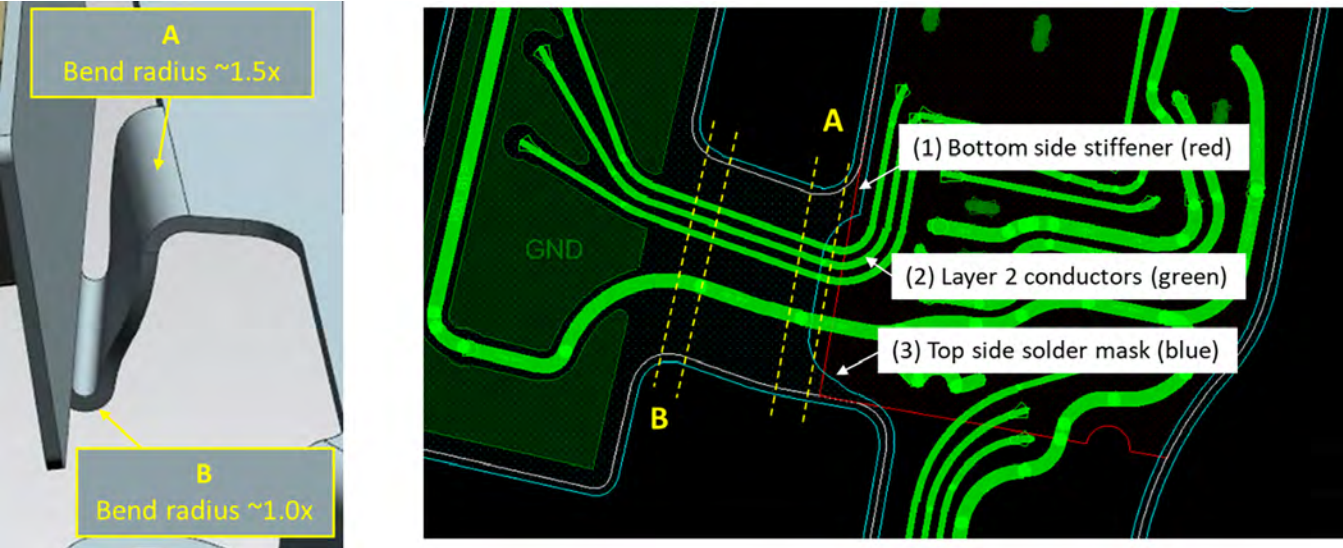 A
Bend radius ~1.5x
B
Bend radius ~1.0x
A
(1) Bottom side stiffener (red)
(2) Layer 2 conductors (green)
GND
(3) Top side solder mask (blue)
B